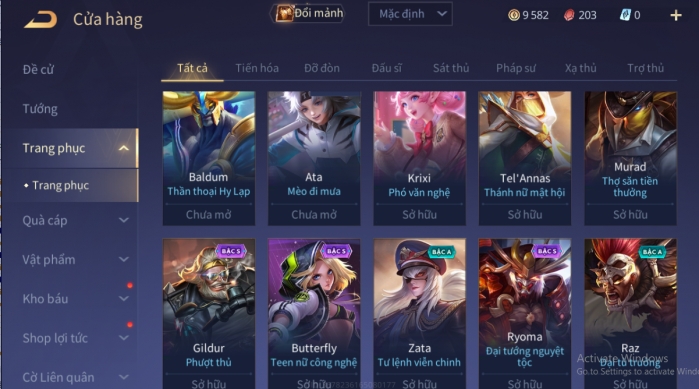 Cửa hàng
Đổi mảnh
Mặc định
9 582
203
0
Đề cử
Tướng
Trang phục
Trang phục
Quà cáp
Vật phẩm
Kho báu
Shop lợi tức
Cờ Liên quân
Tất cả
Tiến hóa
Đỡ đòn
Đấu sĩ
Sát thủ
Pháp sư
Xạ thủ
Trợ thủ
Baldum
Thần thoại Hy Lạp
Chưa mở
Ata
Mèo đi mưa
Chưa mở
Krixi
Phó văn nghệ
Sở hữu
Tel'Annas
Thánh nữ mật hội
Sở hữu
Murad
Thợ săn tiền
thưởng
Sở hữu
BẬC S
Gildur
Phượt thủ
Sở hữu
BẬC S
Butterfly
Teen nữ công nghệ
Sở hữu
BẬC A
Zata
Tư lệnh viễn chinh
Sở hữu
BẬC S
Ryoma
Đại tướng nguyệt
tộc
Sở hữu
BẬC A
Raz
Đại tù trưởng
Sở hữu
Activate Windows
Go to Settings to activate Windows